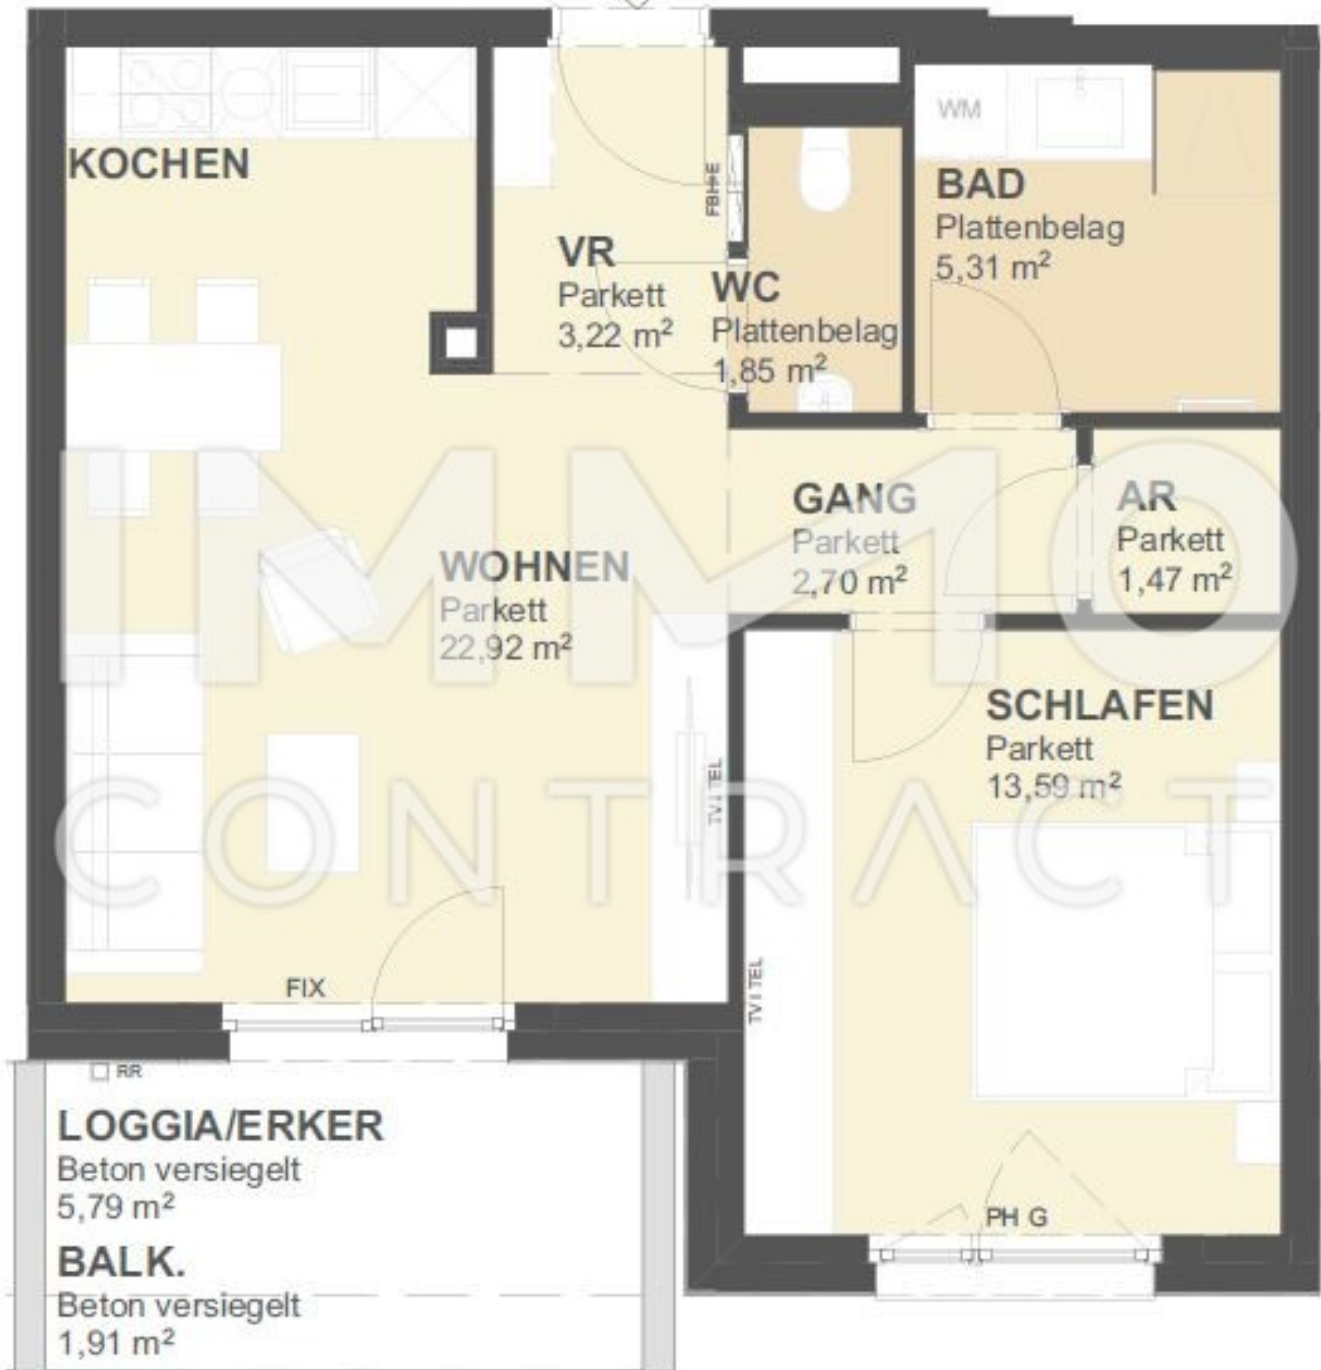 KOCHEN
VR
Parkett
3,22 m²
FBHE
WC
Plattenbelag
1,85 m²
WM
BAD
Plattenbelag
5,31 m²
GANG
Parkett
2,70 m²
AR
Parkett
1,47 m²
WOHNEN
Parkett
22,92 m²
TV I TEL
SCHLAFEN
Parkett
13,59 m²
TV I TEL
FIX
PH G
RR
LOGGIA/ERKER
Beton versiegelt
5,79 m²
BALK.
Beton versiegelt
1,91 m²
IMMO
CONTRACT